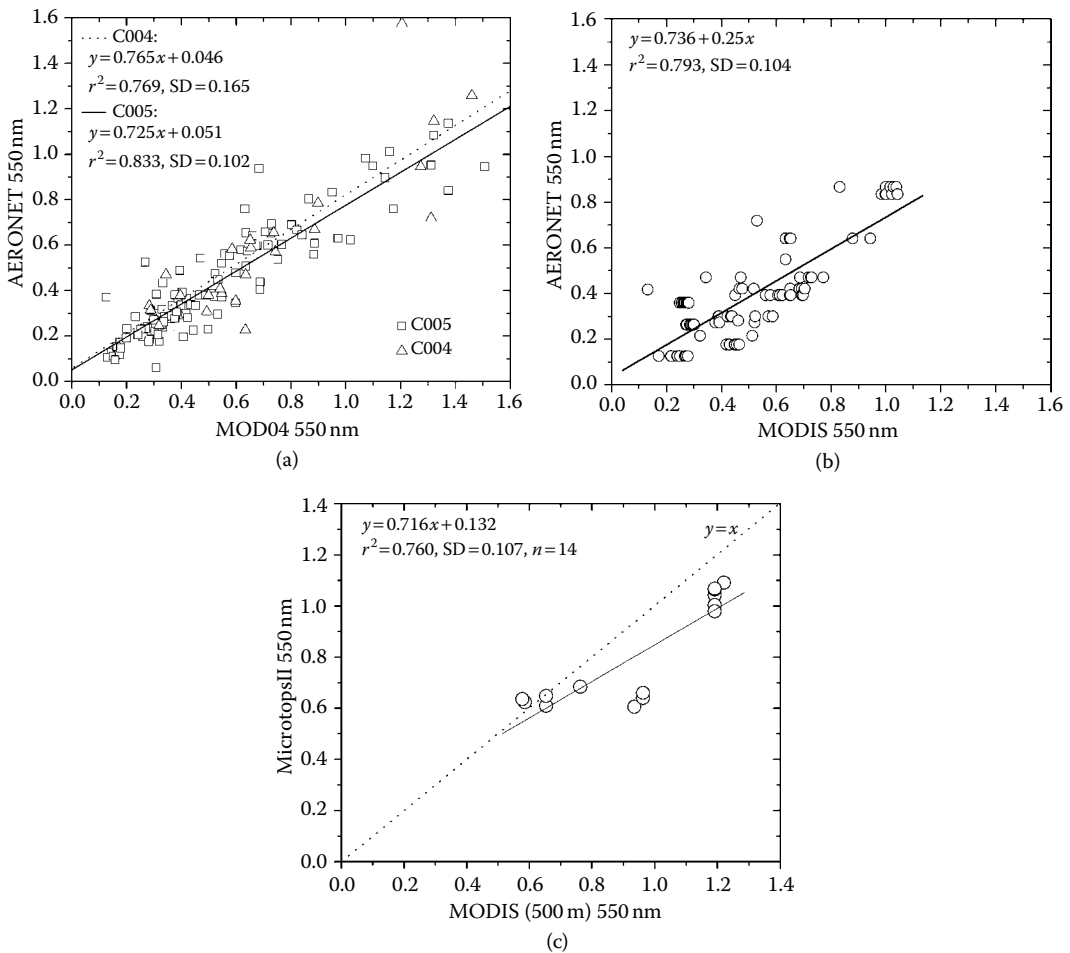 C004:
y=0.765x+0.046
r²=0.769, SD=0.165
C005:
y=0.725x+0.051
r²=0.833, SD=0.102
C005
C004
1.6
1.4
1.2
1.0
0.8
0.6
0.4
0.2
0.0
AERONET 550 nm
0.0 0.2 0.4 0.6 0.8 1.0 1.2 1.4 1.6
MOD04 550 nm
(a)
y=0.736+0.25x
r²=0.793, SD=0.104
1.6
1.4
1.2
1.0
0.8
0.6
0.4
0.2
0.0
AERONET 550 nm
0.0 0.2 0.4 0.6 0.8 1.0 1.2 1.4 1.6
MODIS 550 nm
(b)
y=0.716x+0.132
r²=0.760, SD=0.107, n=14
y=x
1.4
1.2
1.0
0.8
0.6
0.4
0.2
0.0
MicrotopsII 550 nm
0.0 0.2 0.4 0.6 0.8 1.0 1.2 1.4
MODIS (500 m) 550 nm
(c)